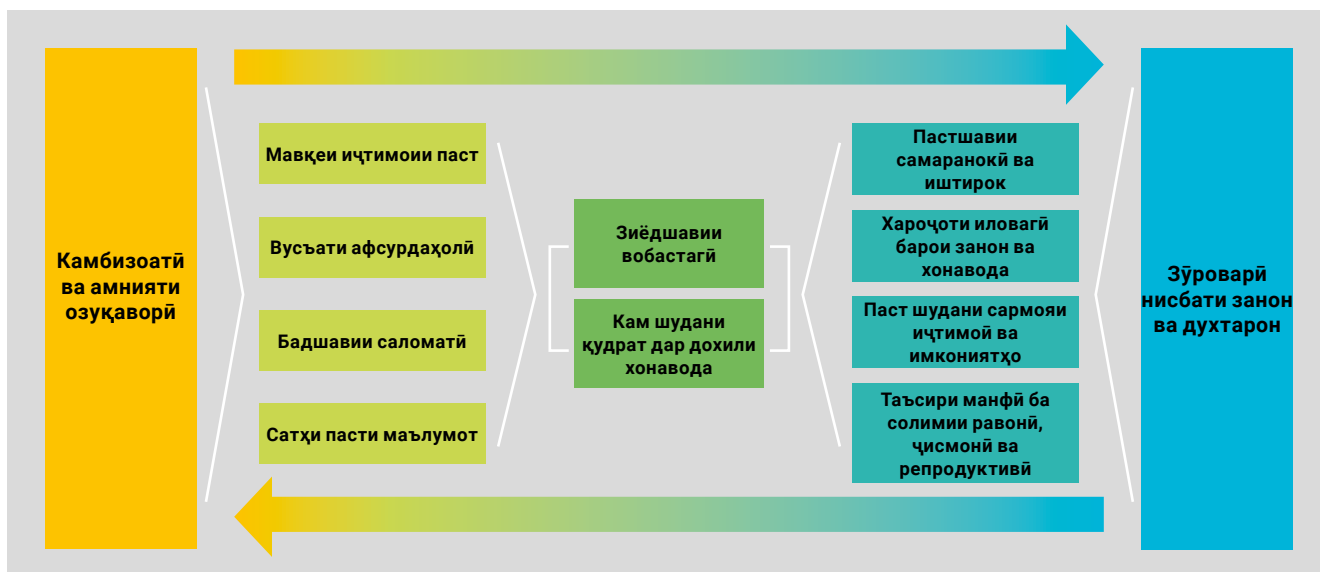 Камбизоатӣ
ва амнияти
озуқаворӣ
Мавқеи иҷтимоии паст
Вусъати афсурдаҳолӣ
Бадшавии саломатӣ
Сатҳи пасти маълумот
Зиёдшавии
вобастагӣ
Кам шудани
қудрат дар дохили
хонавода
Пастшавии
самаранокӣ ва
иштирок
Хароҷоти иловагӣ
барои занон ва
хонавода
Паст шудани сармояи
иҷтимоӣ ва
имкониятҳо
Таъсири манфӣ ба
солимии равонӣ,
ҷисмонӣ ва
репродуктивӣ
Зӯроварӣ
нисбати занон
ва духтарон